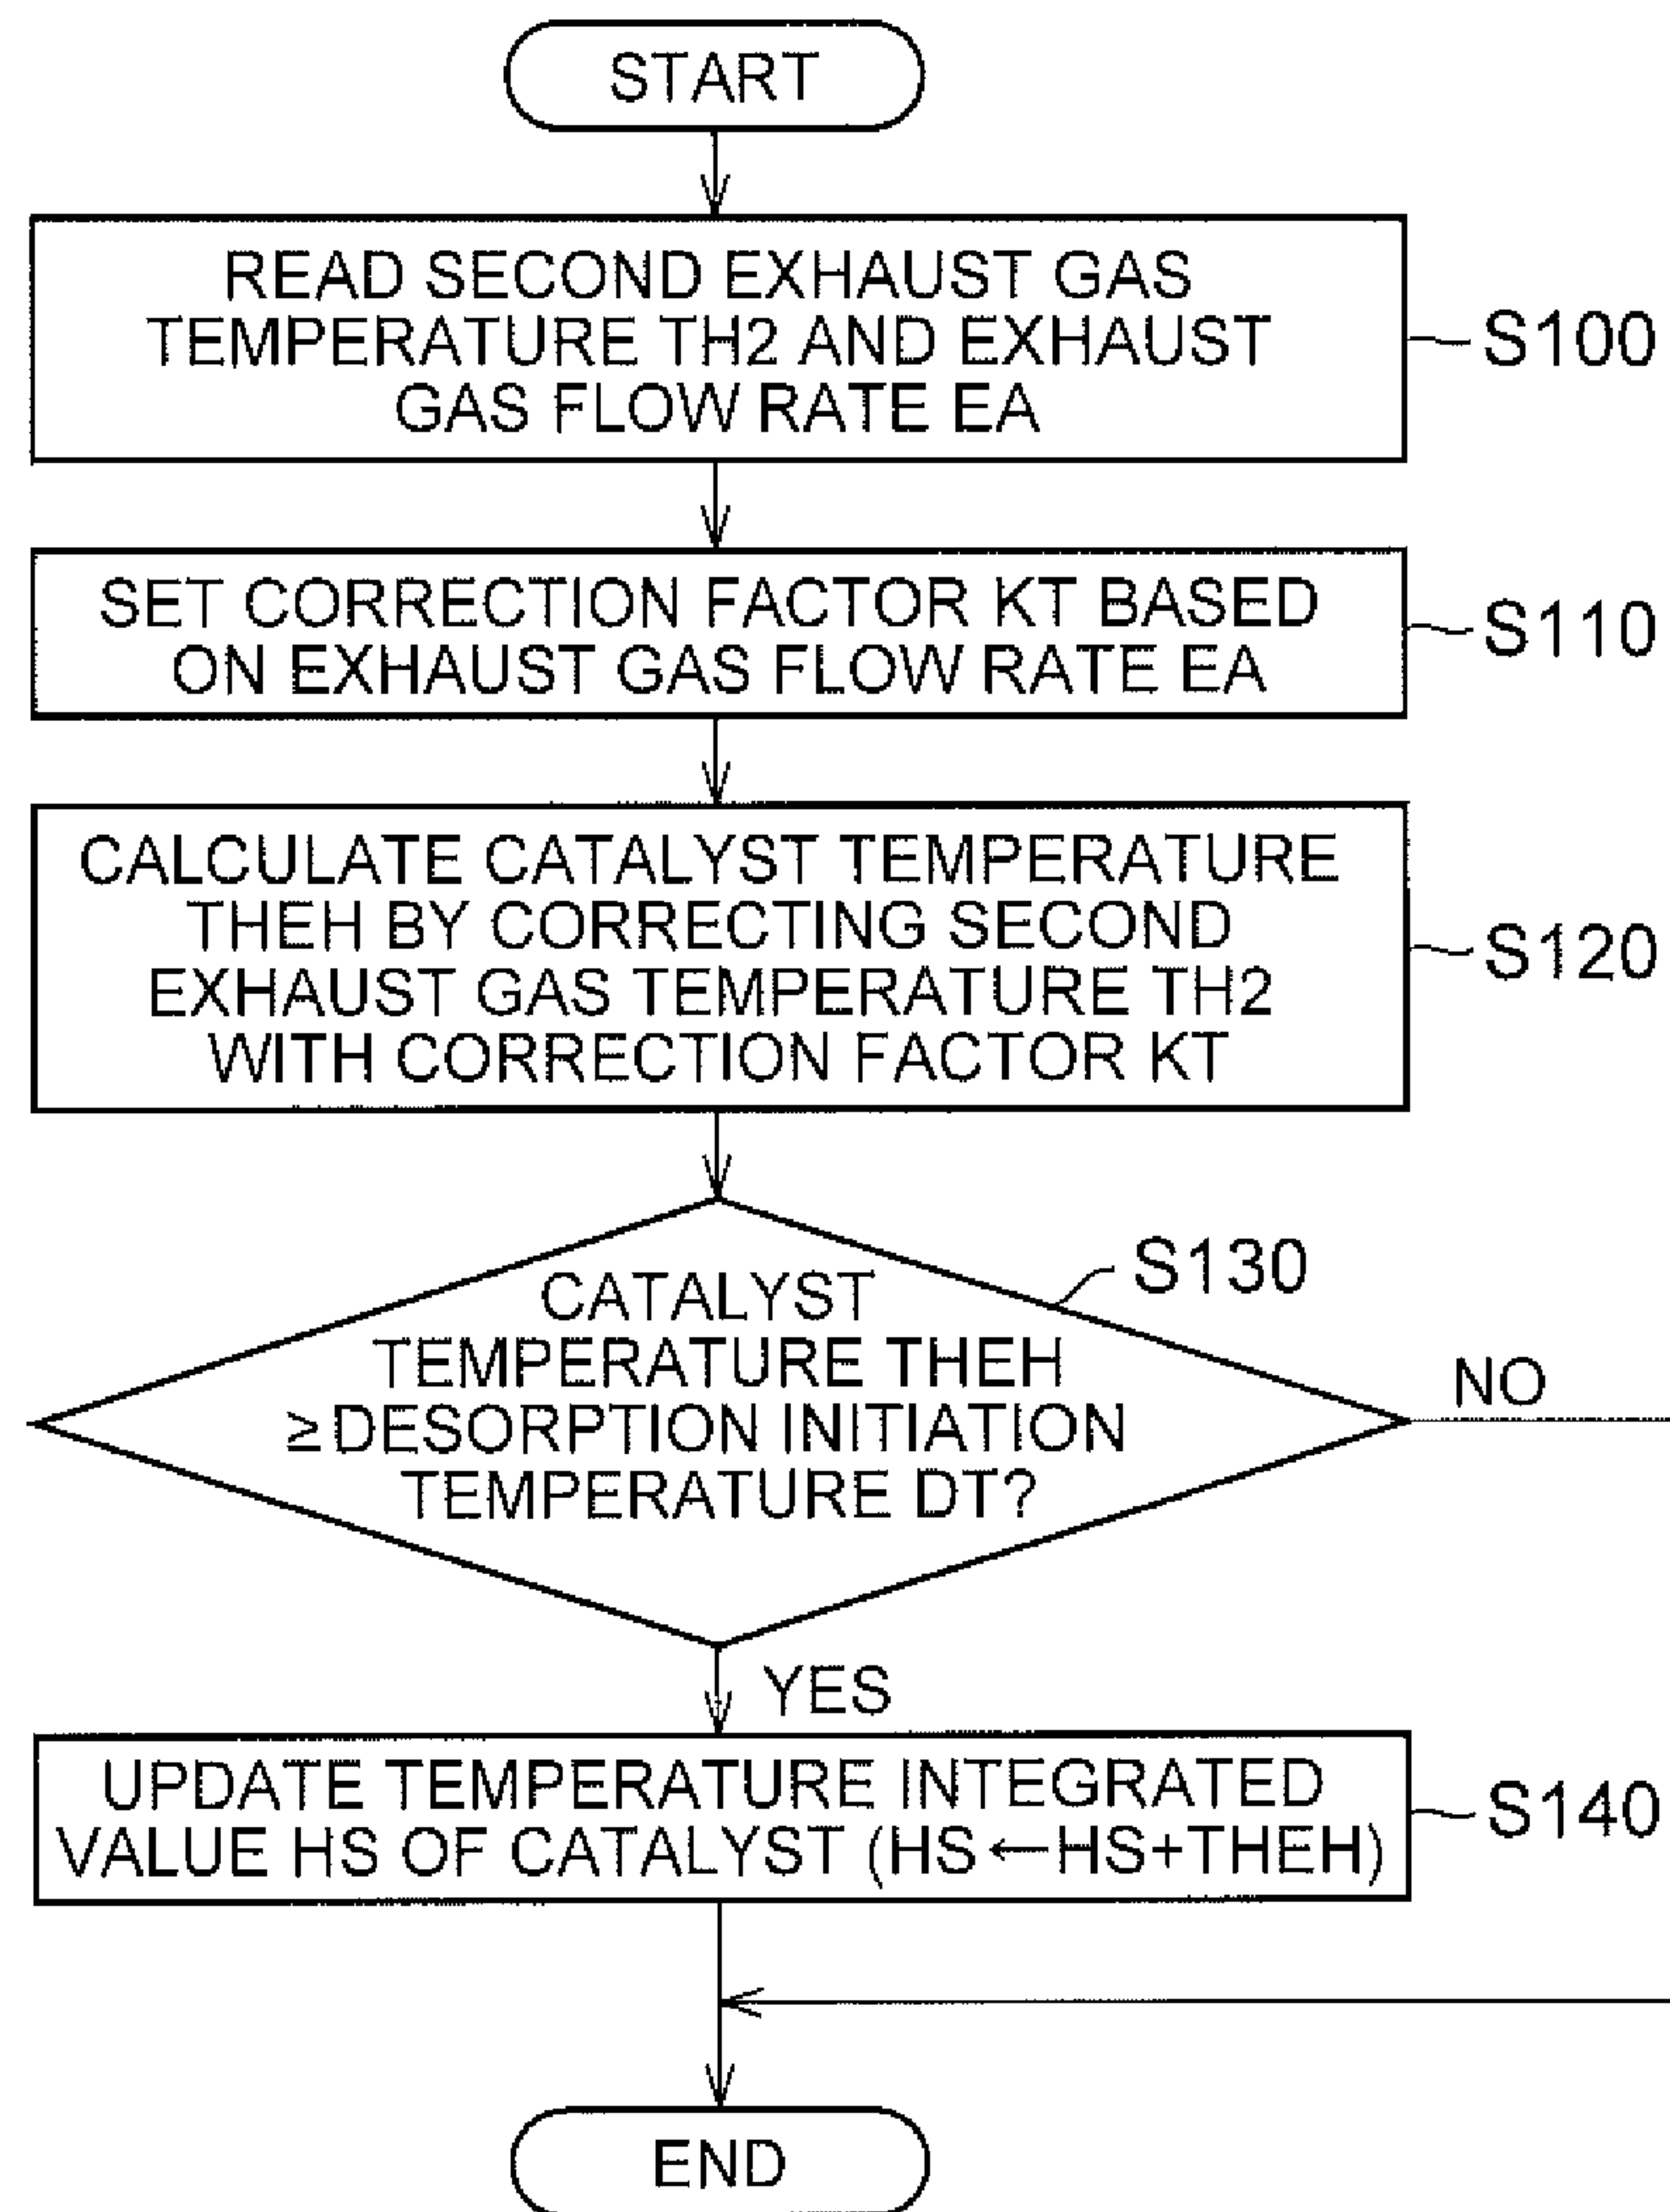 START
READ SECOND EXHAUST GAS
TEMPERATURE TH2 AND EXHAUST
GAS FLOW RATE EA
S100
SET CORRECTION FACTOR KT BASED
ON EXHAUST GAS FLOW RATE EA
S110
CALCULATE CATALYST TEMPERATURE
THEH BY CORRECTING SECOND
EXHAUST GAS TEMPERATURE TH2
WITH CORRECTION FACTOR KT
S120
S130
CATALYST
TEMPERATURE THEH
≥DESORPTION INITIATION
TEMPERATURE DT?
NO
YES
UPDATE TEMPERATURE INTEGRATED
VALUE HS OF CATALYST (HS←HS+THEH)
S140
END